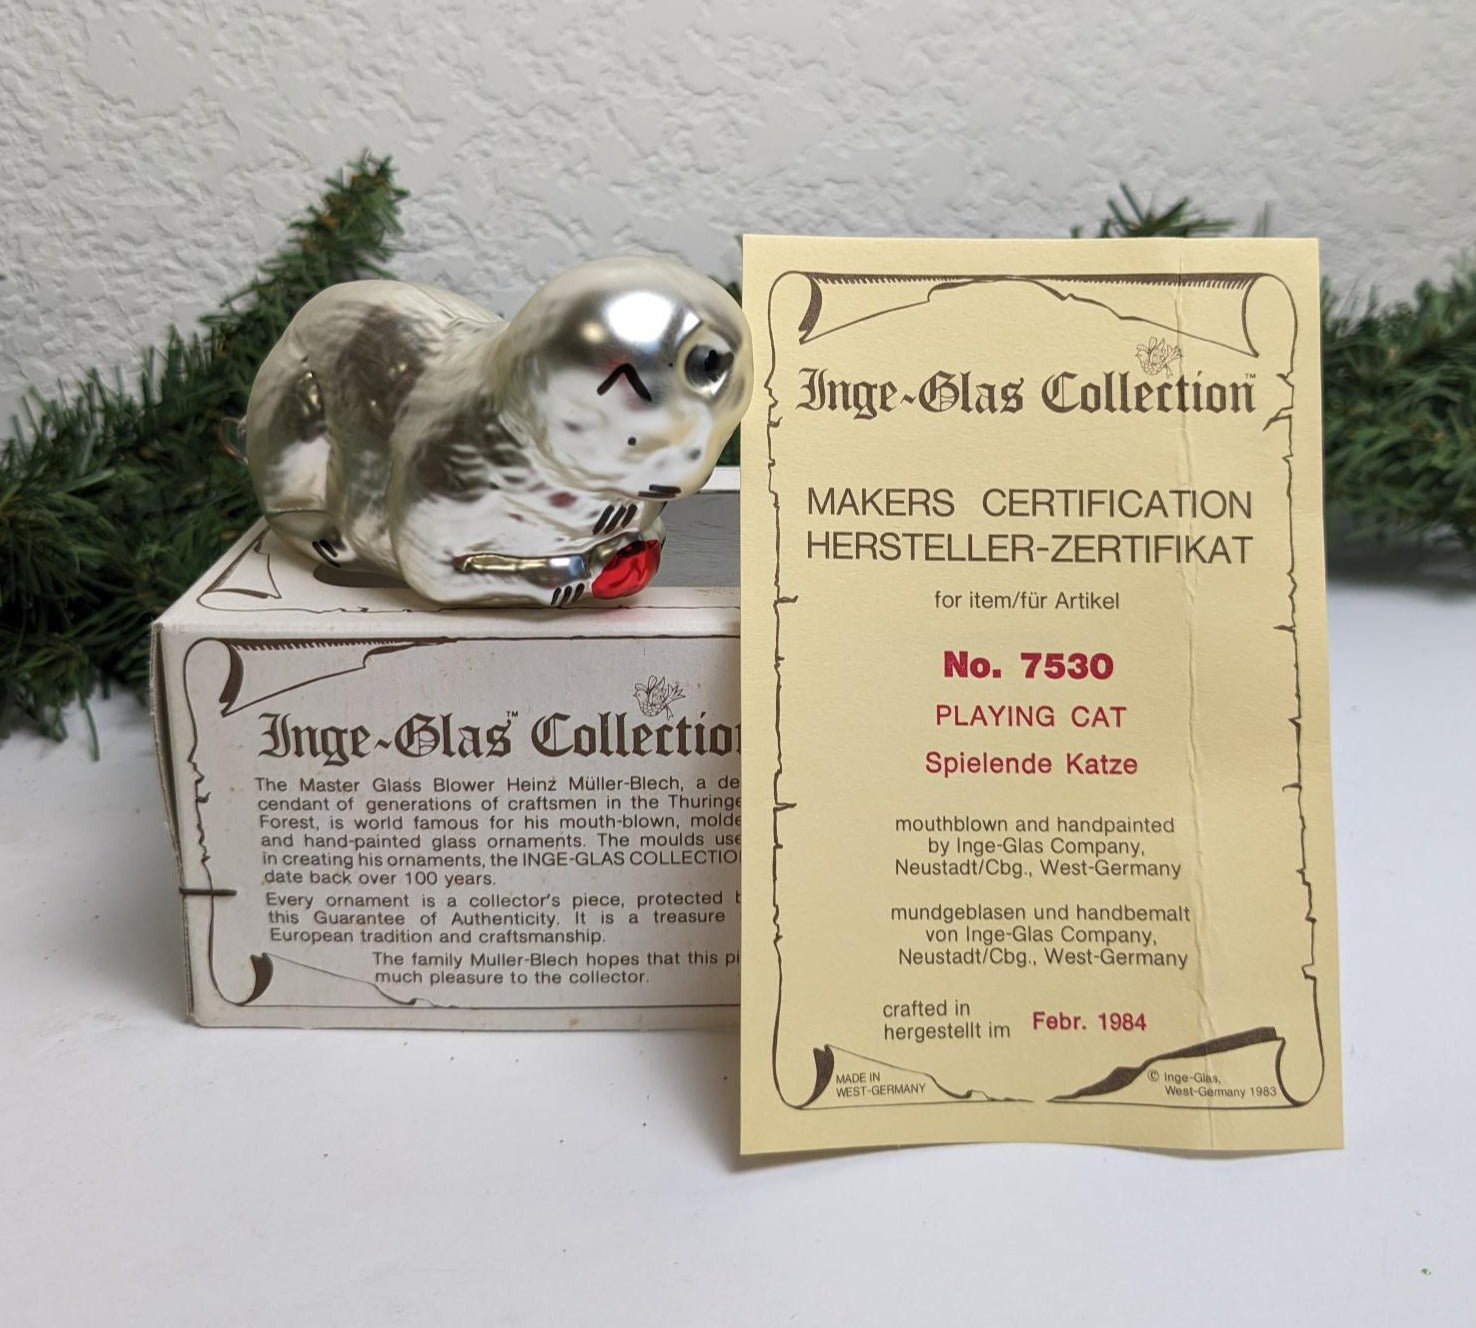 Inge-Glas™ Collection
The Master Glass Blower Heinz Müller-Blech, a de
cendant of generations of craftsmen in the Thuringe
Forest, is world famous for his mouth-blown, molde
and hand-painted glass ornaments. The moulds use
in creating his ornaments, the INGE-GLAS COLLECTIO
date back over 100 years.
Every ornament is a collector's piece, protected b
this Guarantee of Authenticity. It is a treasure
European tradition and craftsmanship.
The family Muller-Blech hopes that this pi
much pleasure to the collector.
Inge-Glas Collection™
MAKERS CERTIFICATION
HERSTELLER-ZERTIFIKAT
for item/für Artikel
No. 7530
PLAYING CAT
Spielende Katze
mouthblown and handpainted
by Inge-Glas Company,
Neustadt/Cbg., West-Germany
mundgeblasen und handbemalt
von Inge-Glas Company,
Neustadt/Cbg., West-Germany
crafted in
hergestellt im Febr. 1984
MADE IN
WEST-GERMANY
© Inge-Glas,
West-Germany 1983